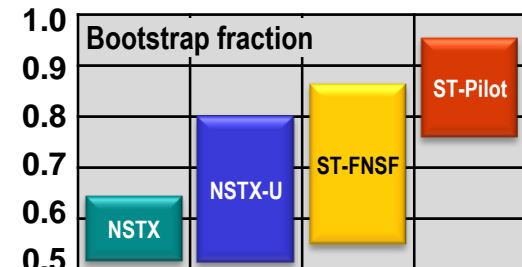 1.0
Bootstrap fraction
0.9
ST-Pilot
0.8
0.7
ST-FNSF
NSTX-U
0.6
NSTX
0.5